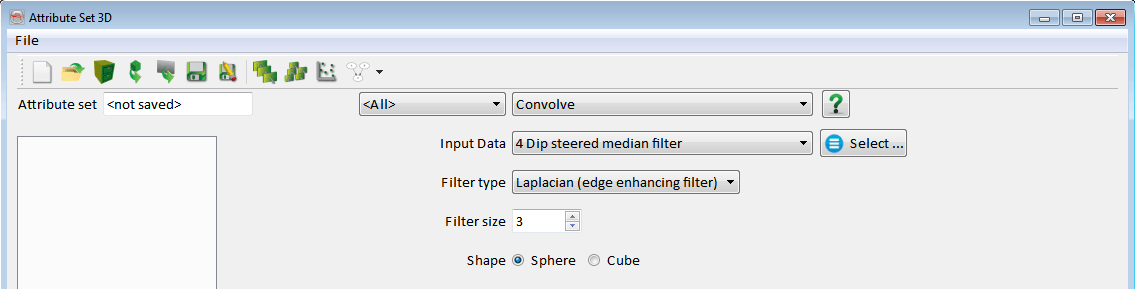 Attribute Set 3D
File
Attribute set <not saved> <All> Convolve ?
Input Data 4 Dip steered median filter Select ...
Filter type Laplacian (edge enhancing filter)
Filter size 3
Shape Sphere Cube